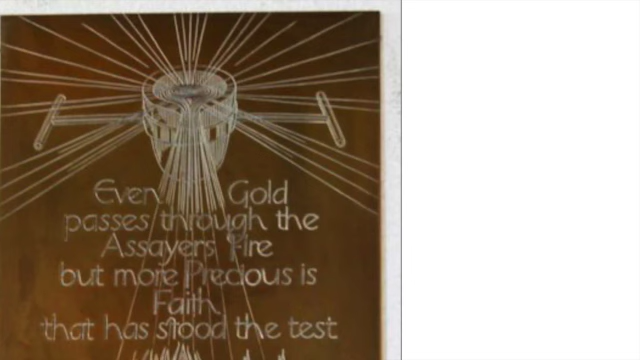 Even Gold
passes through the
Assayers Fire
but more Precious is
Faith
that has stood the test